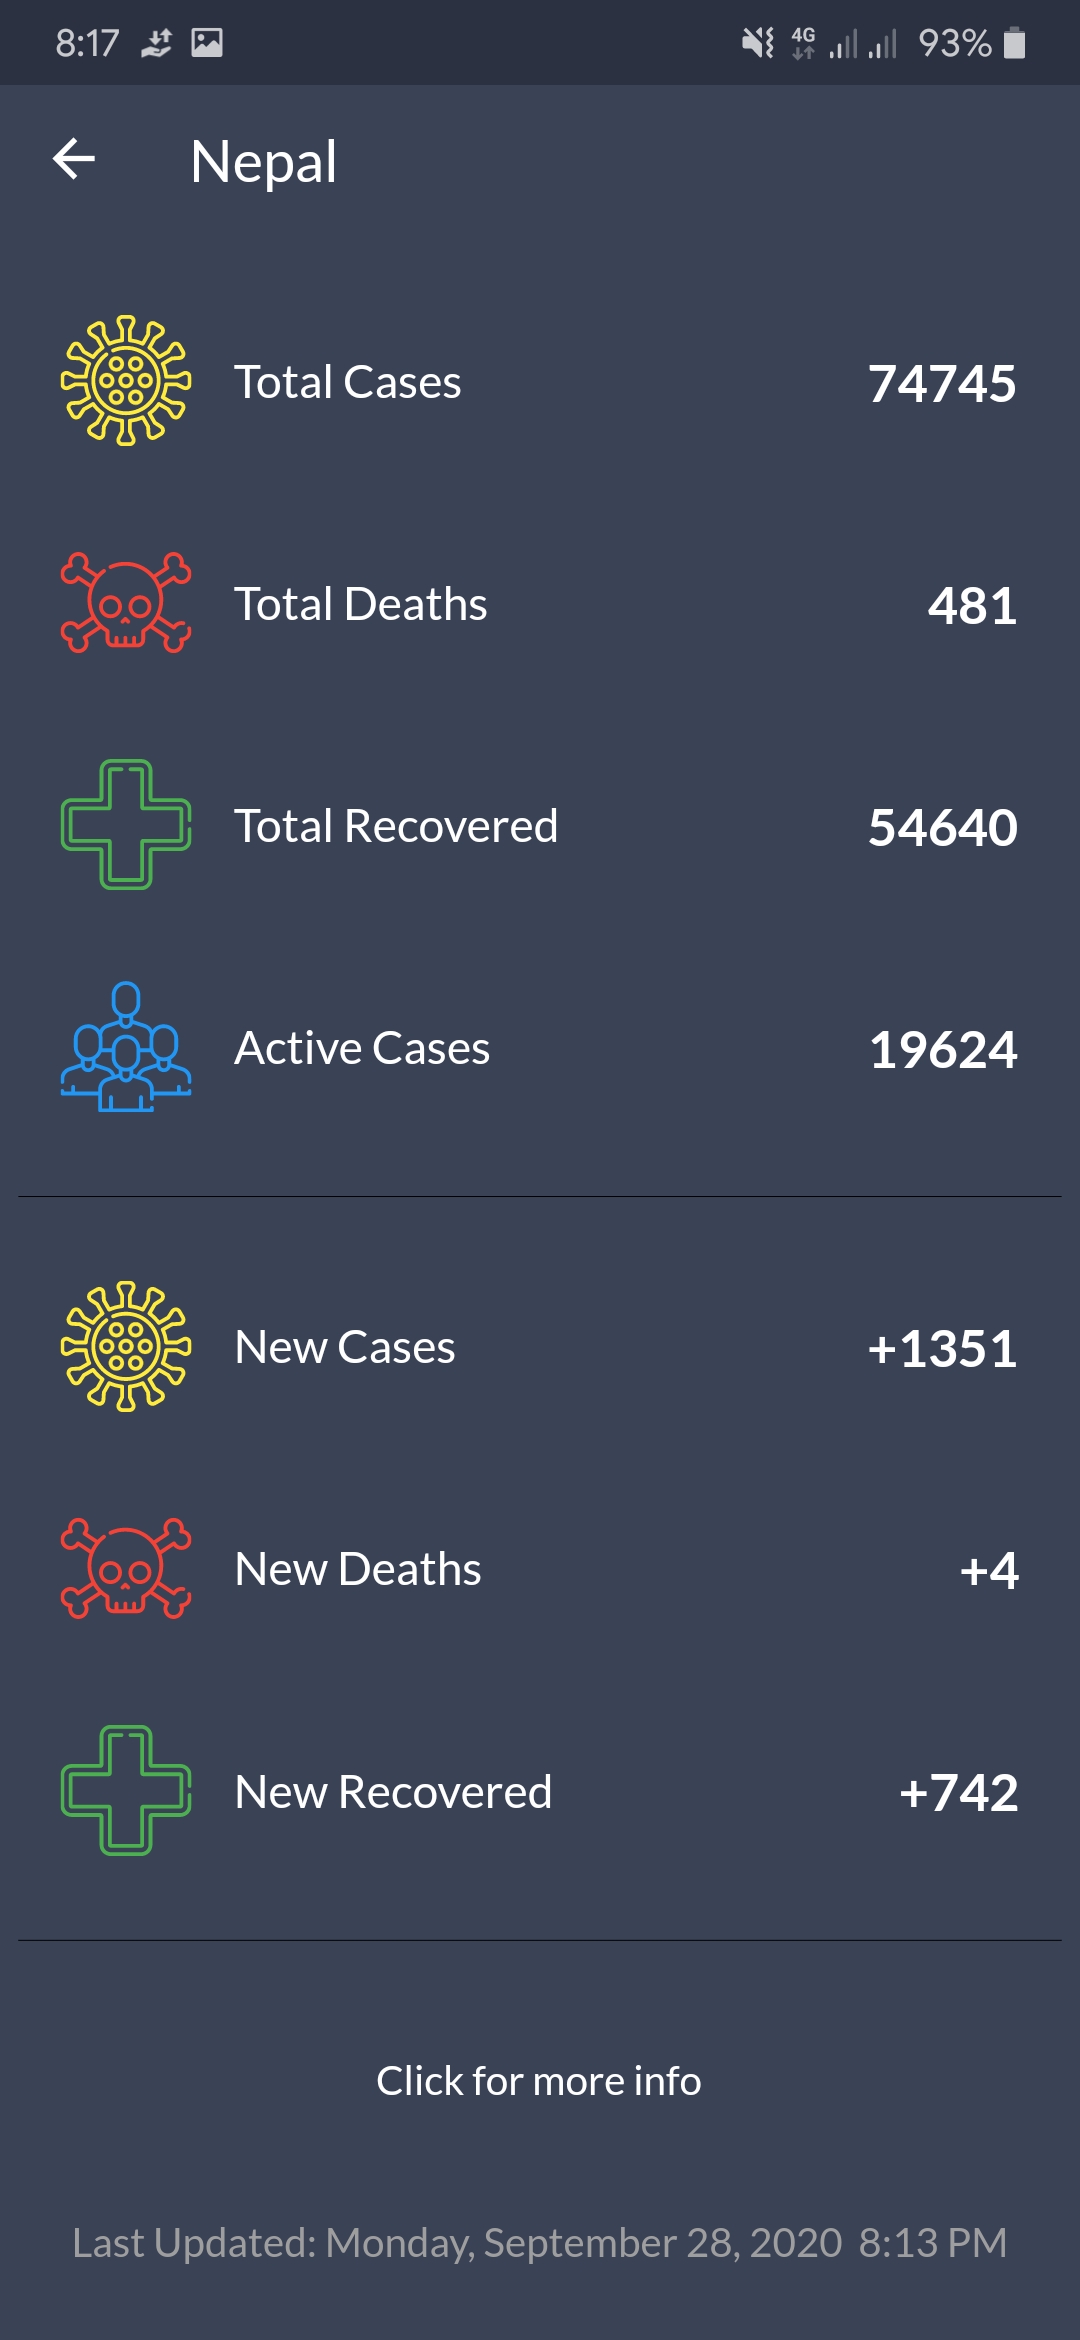 8:17 4G 93%
Nepal
Total Cases 74745
Total Deaths 481
Total Recovered 54640
Active Cases 19624
New Cases +1351
New Deaths +4
New Recovered +742
Click for more info
Last Updated: Monday, September 28, 2020 8:13 PM